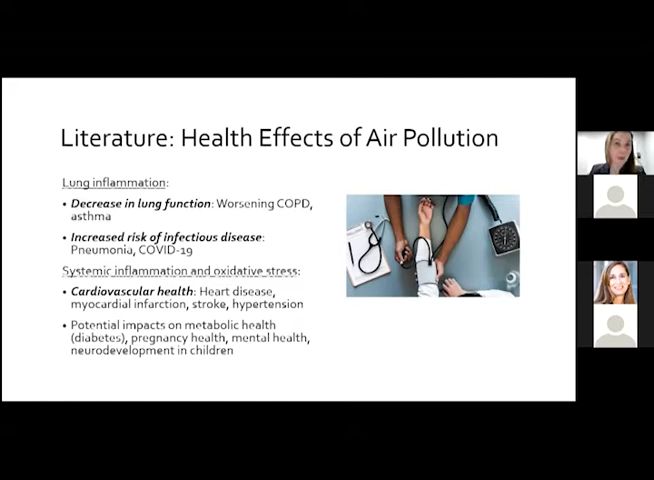 Literature: Health Effects of Air Pollution
Lung inflammation:
• Decrease in lung function: Worsening COPD,
asthma
• Increased risk of infectious disease:
Pneumonia, COVID-19
Systemic inflammation and oxidative stress:
• Cardiovascular health: Heart disease,
myocardial infarction, stroke, hypertension
• Potential impacts on metabolic health
(diabetes), pregnancy health, mental health,
neurodevelopment in children